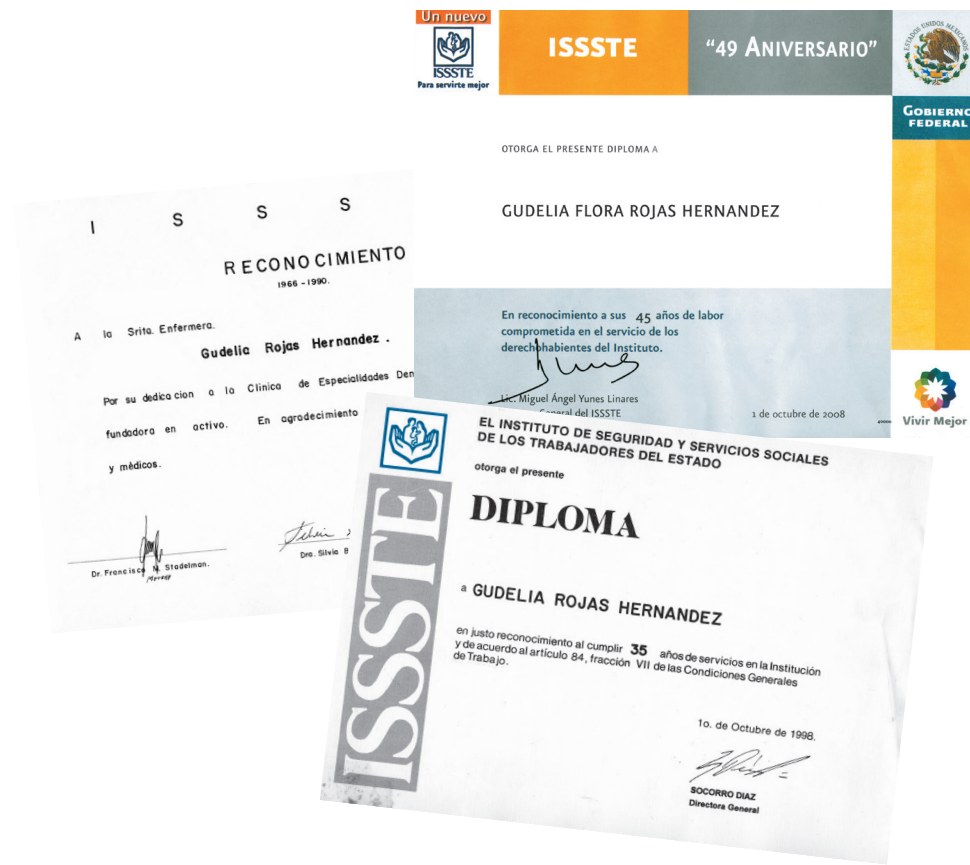 Un nuevo
ISSSTE
Para servirte mejor
ISSSTE
“49 ANIVERSARIO”
ESTADOS UNIDOS MEXICANOS
GOBIERNO
FEDERAL
OTORGA EL PRESENTE DIPLOMA A
GUDELIA FLORA ROJAS HERNANDEZ
En reconocimiento a sus 45 años de labor
comprometida en el servicio de los
derechohabientes del Instituto.
Lic. Miguel Ángel Yunes Linares
General del ISSSTE
1 de octubre de 2008
Vivir Mejor
I S S S
RECONOCIMIENTO
1966 - 1990.
A la Srita. Enfermera.
Gudelia Rojas Hernandez .
Por su dedicacion a la Clinica de Especialidades Den
fundadora en activo. En agradecimiento
y médicos.
Dr. Francisco M. Stadelman.
Dra. Silvia B
EL INSTITUTO DE SEGURIDAD Y SERVICIOS SOCIALES
DE LOS TRABAJADORES DEL ESTADO
otorga el presente
DIPLOMA
a GUDELIA ROJAS HERNANDEZ
en justo reconocimiento al cumplir 35 años de servicios en la Institución
y de acuerdo al artículo 84, fracción VII de las Condiciones Generales
de Trabajo.
1o. de Octubre de 1998.
SOCORRO DIAZ
Directora General
ISSSTE